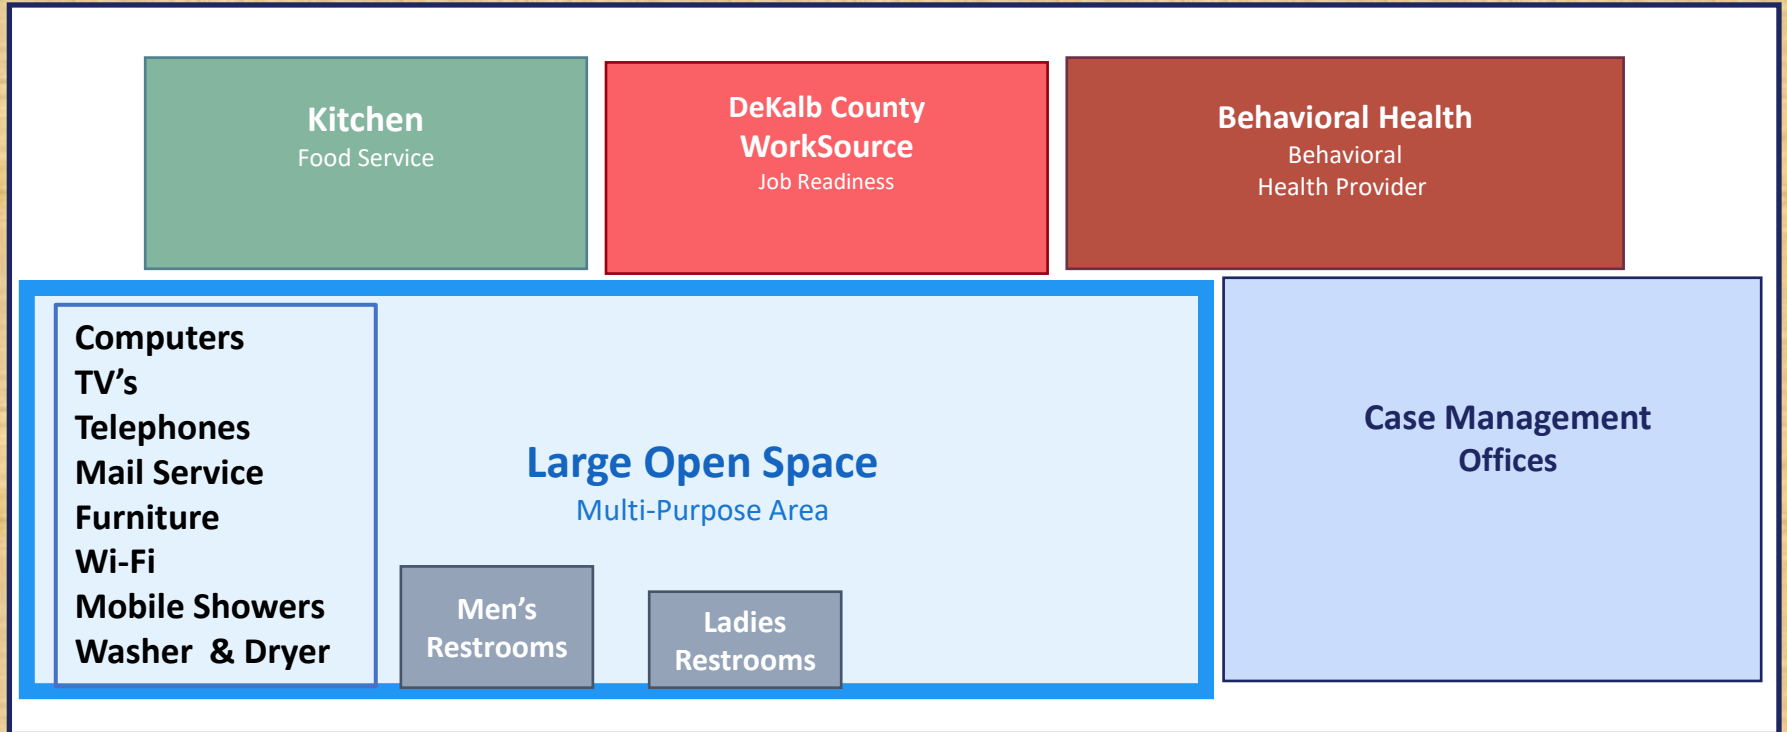 Kitchen
Food Service
DeKalb County
WorkSource
Job Readiness
Behavioral Health
Behavioral
Health Provider
Computers
TV’s
Telephones
Mail Service
Furniture
Wi-Fi
Mobile Showers
Washer & Dryer
Large Open Space
Multi-Purpose Area
Men’s
Restrooms
Ladies
Restrooms
Case Management
Offices